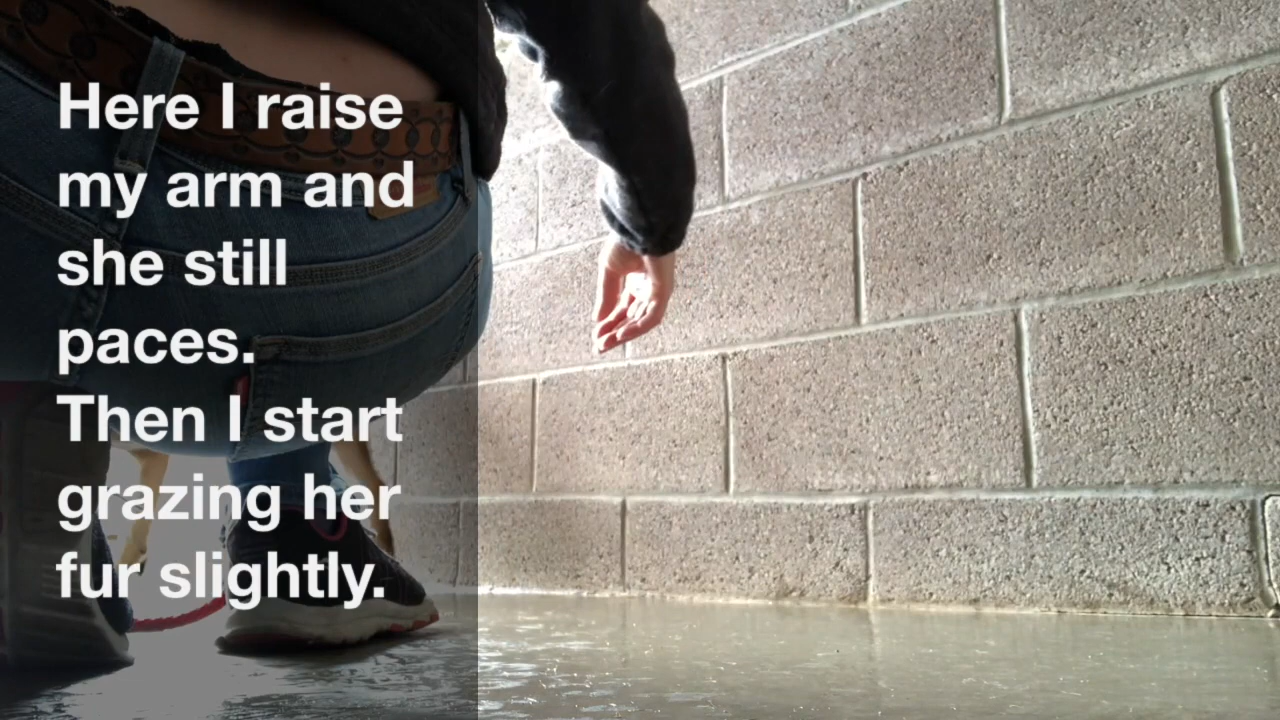 Here I raise
my arm and
she still
paces.
Then I start
grazing her
fur slightly.